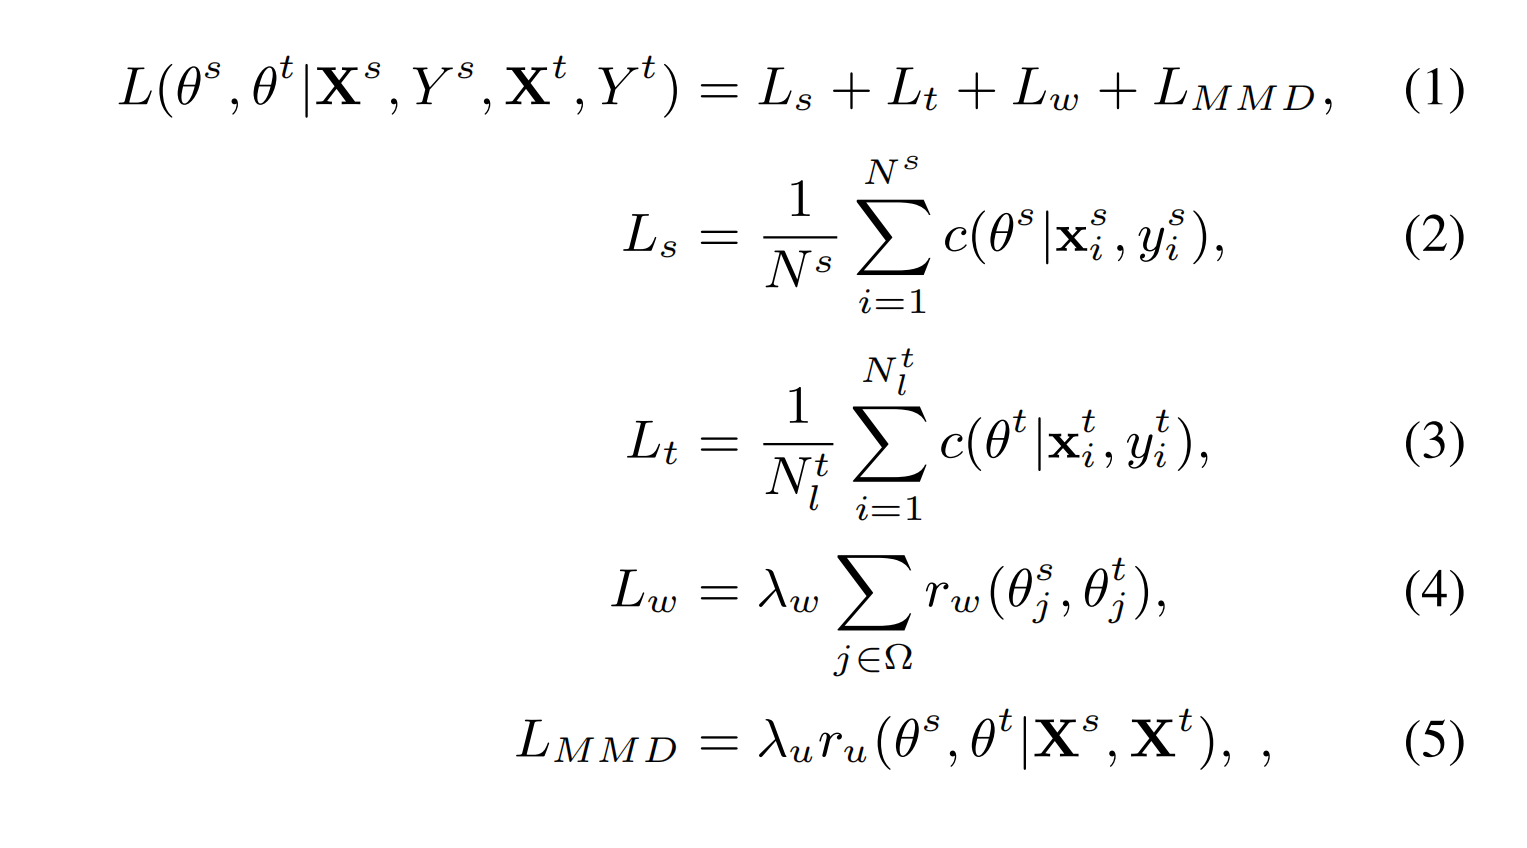 L(θ^s, θ^t|𝐗^s, Y^s, 𝐗^t, Y^t) = L_s + L_t + L_w + L_{MMD}, (1)
L_s = \frac{1}{N^s} \sum_{i=1}^{N^s} c(θ^s|𝐱_i^s, y_i^s), (2)
L_t = \frac{1}{N_l^t} \sum_{i=1}^{N_l^t} c(θ^t|𝐱_i^t, y_i^t), (3)
L_w = λ_w \sum_{j∈Ω} r_w(θ_j^s, θ_j^t), (4)
L_{MMD} = λ_u r_u(θ^s, θ^t|𝐗^s, 𝐗^t), , (5)